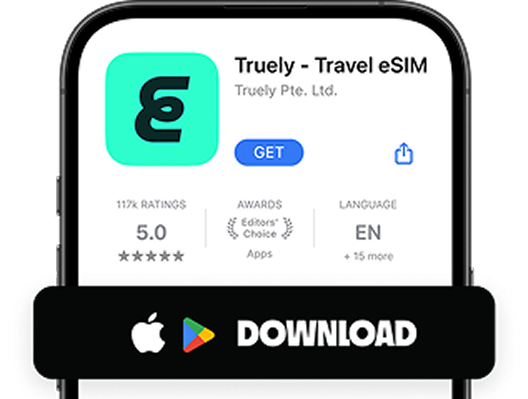 Truely - Travel eSIM
Truely Pte. Ltd.
GET
117k RATINGS
5.0
★★★★★
AWARDS
Editors'
Choice
Apps
LANGUAGE
EN
+ 15 more
DOWNLOAD